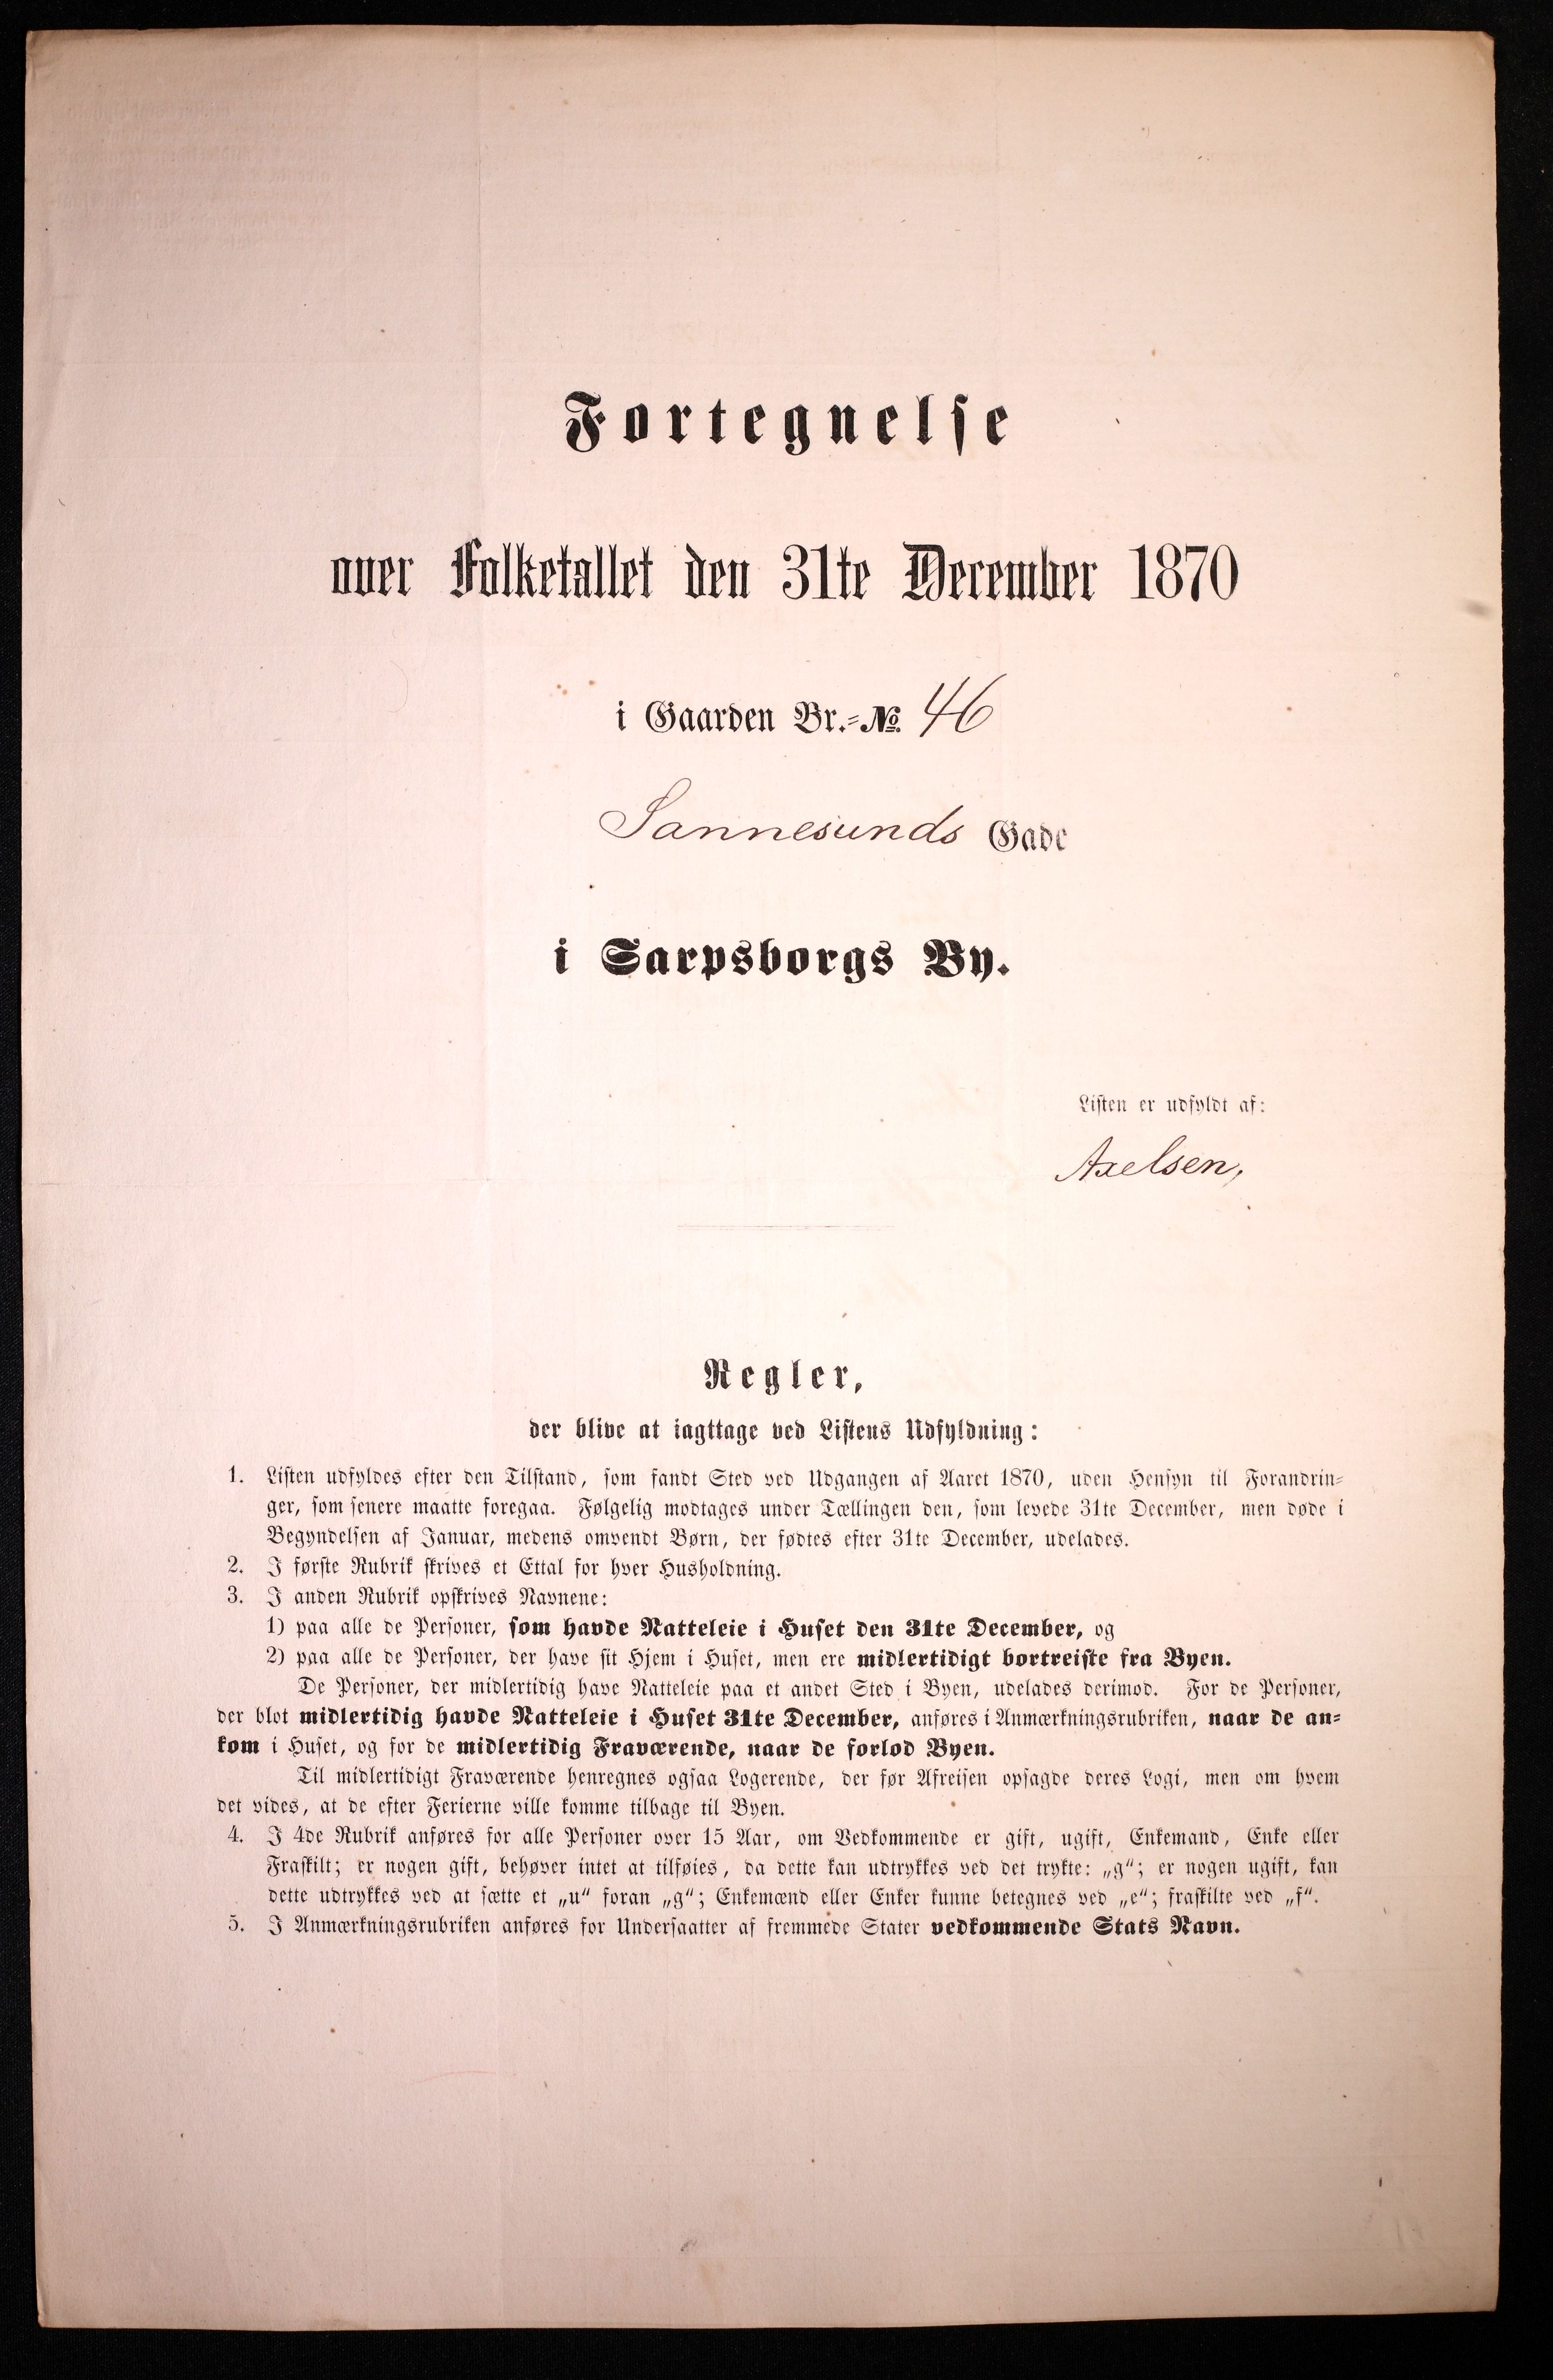 Fortegnelse
over Folketallet den 31te December 1870
i Gaarden Br.=No. 46
Sannesunds Gade
i Sarpsborgs By.
Listen er udfyldt af:
Axelsen,
Regler,
der blive at iagttage ved Listens Udfyldning:
1. Listen udfyldes efter den Tilstand, som fandt Sted ved Udgangen af Aaret 1870, uden Hensyn til Forandrin=
ger, som senere maatte foregaa. Følgelig modtages under Tællingen den, som levede 31te December, men døde i
Begyndelsen af Januar, medens omvendt Børn, der fødtes efter 31te December, udelades.
2. I første Rubrik skrives et Ettal for hver Husholdning.
3. I anden Rubrik opskrives Navnene:
1) paa alle de Personer, som havde Natteleie i Huset den 31te December, og
2) paa alle de Personer, der have sit Hjem i Huset, men ere midlertidigt bortreiste fra Byen.
De Personer, der midlertidig have Natteleie paa et andet Sted i Byen, udelades derimod. For de Personer,
der blot midlertidig havde Natteleie i Huset 31te December, anføres i Anmærkningsrubriken, naar de an=
kom i Huset, og for de midlertidig Fraværende, naar de forlod Byen.
Til midlertidigt Fraværende henregnes ogsaa Logerende, der før Afreisen opsagde deres Logi, men om hvem
det vides, at de efter Ferierne ville komme tilbage til Byen.
4. I 4de Rubrik anføres for alle Personer over 15 Aar, om Vedkommende er gift, ugift, Enkemand, Enke eller
Fraskilt; er nogen gift, behøver intet at tilføies, da dette kan udtrykkes ved det trykte: „g“; er nogen ugift, kan
dette udtrykkes ved at sætte et „u“ foran „g“; Enkemænd eller Enker kunne betegnes ved „e“; fraskilte ved „f“.
5. I Anmærkningsrubriken anføres for Undersaatter af fremmede Stater vedkommende Stats Navn.